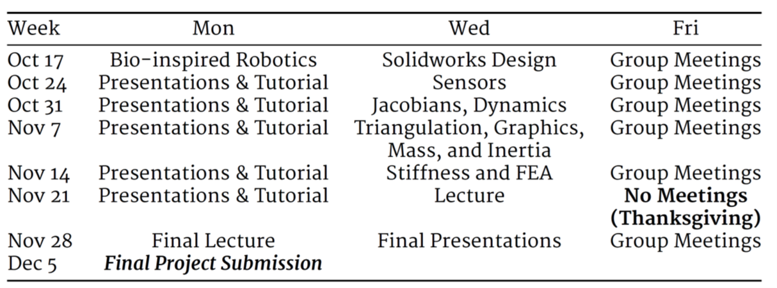 Week Mon Wed Fri
Oct 17 Bio-inspired Robotics Solidworks Design Group Meetings
Oct 24 Presentations & Tutorial Sensors Group Meetings
Oct 31 Presentations & Tutorial Jacobians, Dynamics Group Meetings
Nov 7 Presentations & Tutorial Triangulation, Graphics, Group Meetings
Mass, and Inertia
Nov 14 Presentations & Tutorial Stiffness and FEA Group Meetings
Nov 21 Presentations & Tutorial Lecture No Meetings
(Thanksgiving)
Nov 28 Final Lecture Final Presentations Group Meetings
Dec 5 Final Project Submission